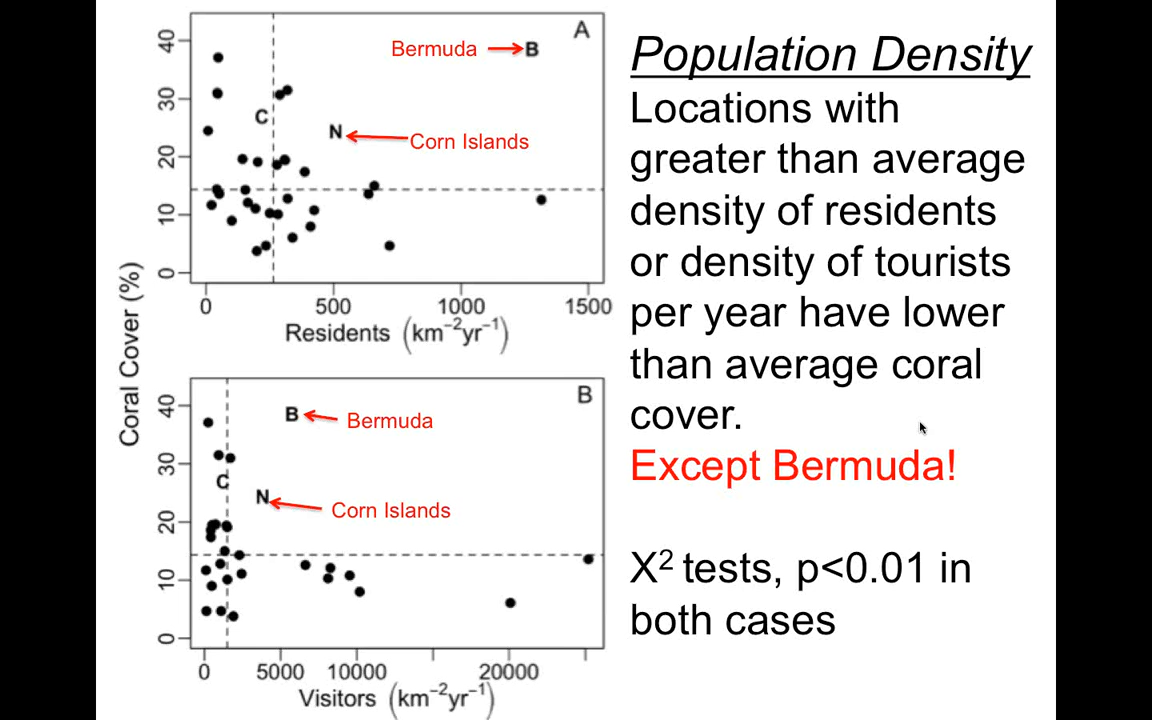 A
40
30
20
10
0
Bermuda
B
C
N
Corn Islands
0 500 1000 1500
Residents (km⁻²yr⁻¹)
Coral Cover (%)
B
40
30
20
10
0
B
Bermuda
C
N
Corn Islands
0 5000 10000 20000
Visitors (km⁻²yr⁻¹)
Population Density
Locations with
greater than average
density of residents
or density of tourists
per year have lower
than average coral
cover.
Except Bermuda!
X² tests, p<0.01 in
both cases